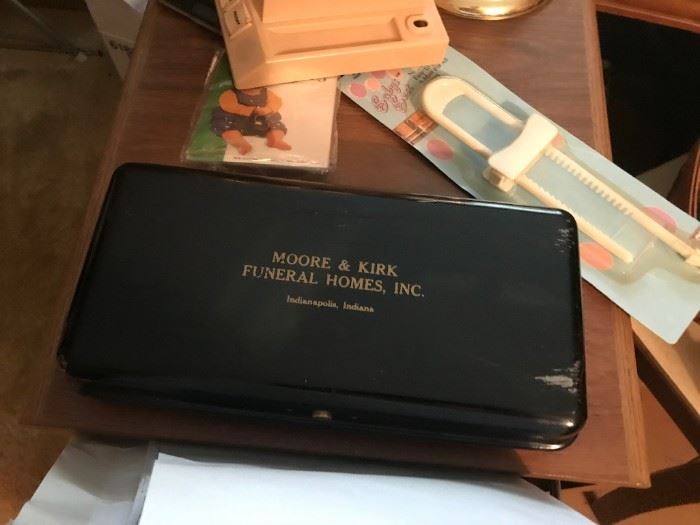 MOORE & KIRK
FUNERAL HOMES, INC.
Indianapolis, Indiana